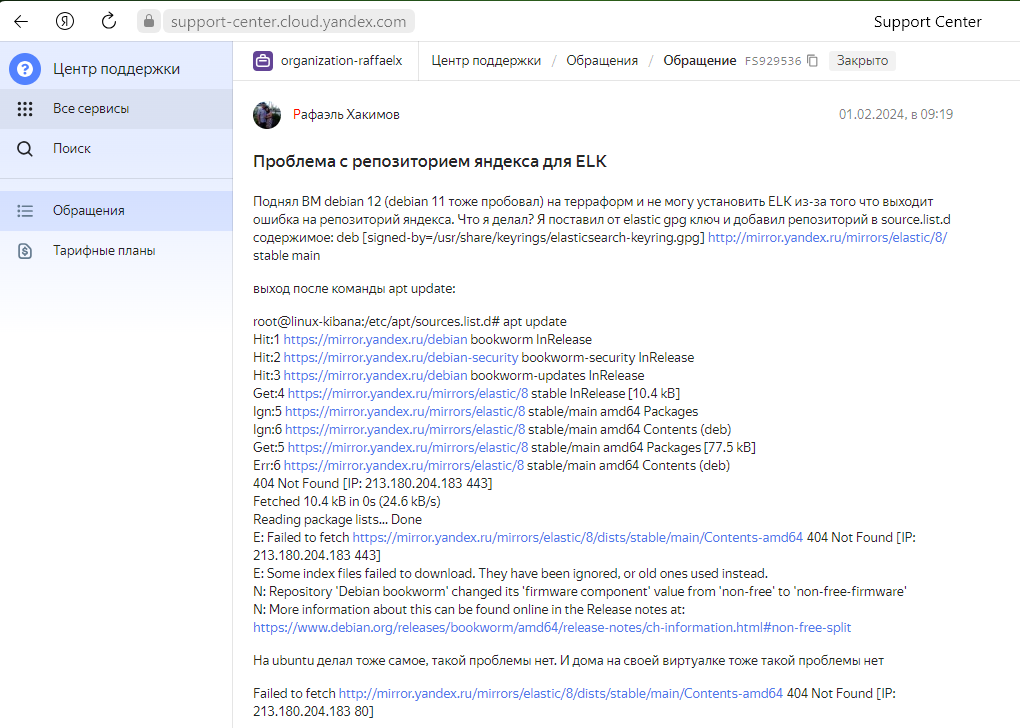 support-center.cloud.yandex.com
Support Center
Центр поддержки
Все сервисы
Поиск
Обращения
Тарифные планы
organization-raffaelx
Центр поддержки / Обращения / Обращение FS929536 Закрыто
Рафаэль Хакимов
01.02.2024, в 09:19
Проблема с репозиторием яндекса для ELK
Поднял ВМ debian 12 (debian 11 тоже пробовал) на терраформ и не могу установить ELK из-за того что выходит
ошибка на репозиторий яндекса. Что я делал? Я поставил от elastic gpg ключ и добавил репозиторий в source.list.d
содержимое: deb [signed-by=/usr/share/keyrings/elasticsearch-keyring.gpg] http://mirror.yandex.ru/mirrors/elastic/8/
stable main
выход после команды apt update:
root@linux-kibana:/etc/apt/sources.list.d# apt update
Hit:1 https://mirror.yandex.ru/debian bookworm InRelease
Hit:2 https://mirror.yandex.ru/debian-security bookworm-security InRelease
Hit:3 https://mirror.yandex.ru/debian bookworm-updates InRelease
Get:4 https://mirror.yandex.ru/mirrors/elastic/8 stable InRelease [10.4 kB]
Ign:5 https://mirror.yandex.ru/mirrors/elastic/8 stable/main amd64 Packages
Ign:6 https://mirror.yandex.ru/mirrors/elastic/8 stable/main amd64 Contents (deb)
Get:5 https://mirror.yandex.ru/mirrors/elastic/8 stable/main amd64 Packages [77.5 kB]
Err:6 https://mirror.yandex.ru/mirrors/elastic/8 stable/main amd64 Contents (deb)
404 Not Found [IP: 213.180.204.183 443]
Fetched 10.4 kB in 0s (24.6 kB/s)
Reading package lists... Done
E: Failed to fetch https://mirror.yandex.ru/mirrors/elastic/8/dists/stable/main/Contents-amd64 404 Not Found [IP:
213.180.204.183 443]
E: Some index files failed to download. They have been ignored, or old ones used instead.
N: Repository 'Debian bookworm' changed its 'firmware component' value from 'non-free' to 'non-free-firmware'
N: More information about this can be found online in the Release notes at:
https://www.debian.org/releases/bookworm/amd64/release-notes/ch-information.html#non-free-split
На ubuntu делал тоже самое, такой проблемы нет. И дома на своей виртуалке тоже такой проблемы нет
Failed to fetch http://mirror.yandex.ru/mirrors/elastic/8/dists/stable/main/Contents-amd64 404 Not Found [IP:
213.180.204.183 80]